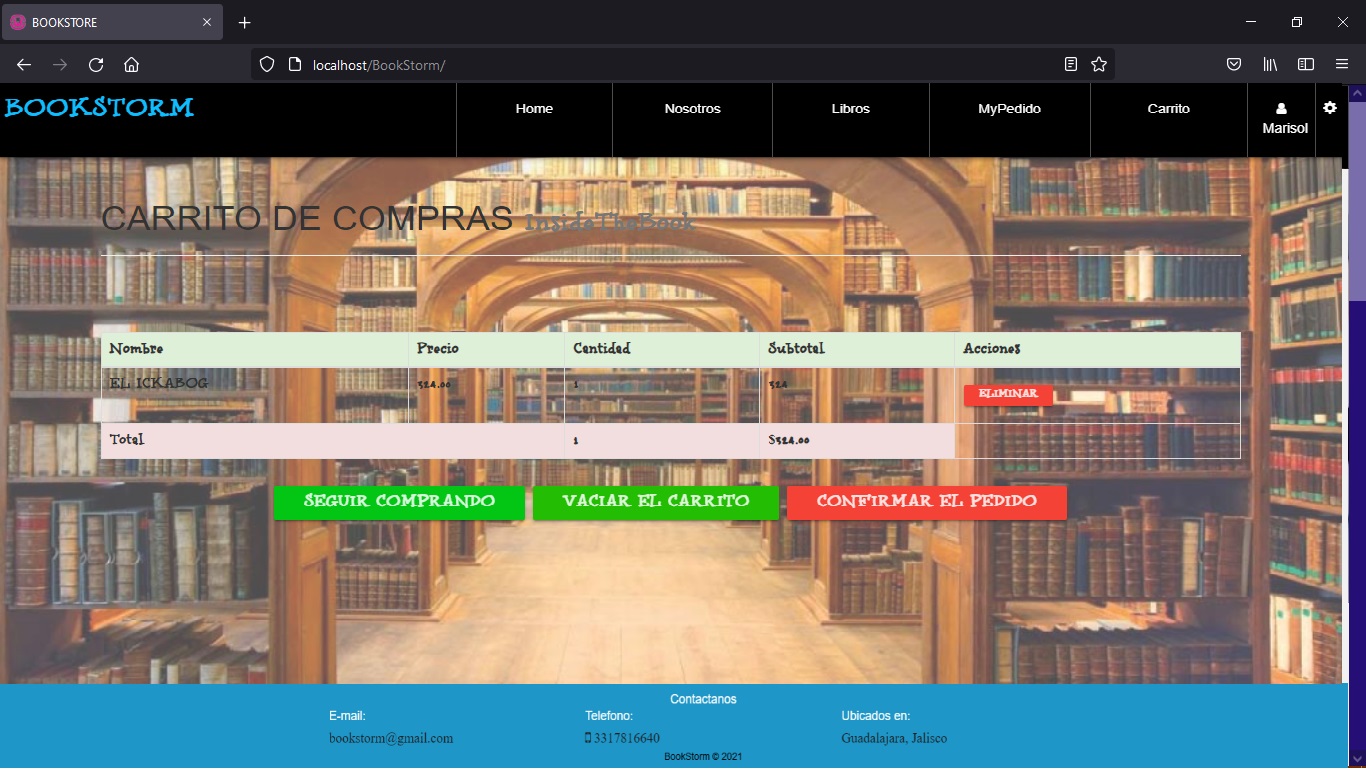 BOOKSTORE
localhost/BookStorm/
BOOKSTORM
Home
Nosotros
Libros
MyPedido
Carrito
Marisol
CARRITO DE COMPRAS InsideTheBook
Nombre Precio Cantidad Subtotal Acciones
EL ICKABOG 324.00 1 324 ELIMINAR
Total 1 $324.00
SEGUIR COMPRANDO VACIAR EL CARRITO CONFIRMAR EL PEDIDO
Contactanos
E-mail: Telefono: Ubicados en:
bookstorm@gmail.com 3317816640 Guadalajara, Jalisco
BookStorm © 2021